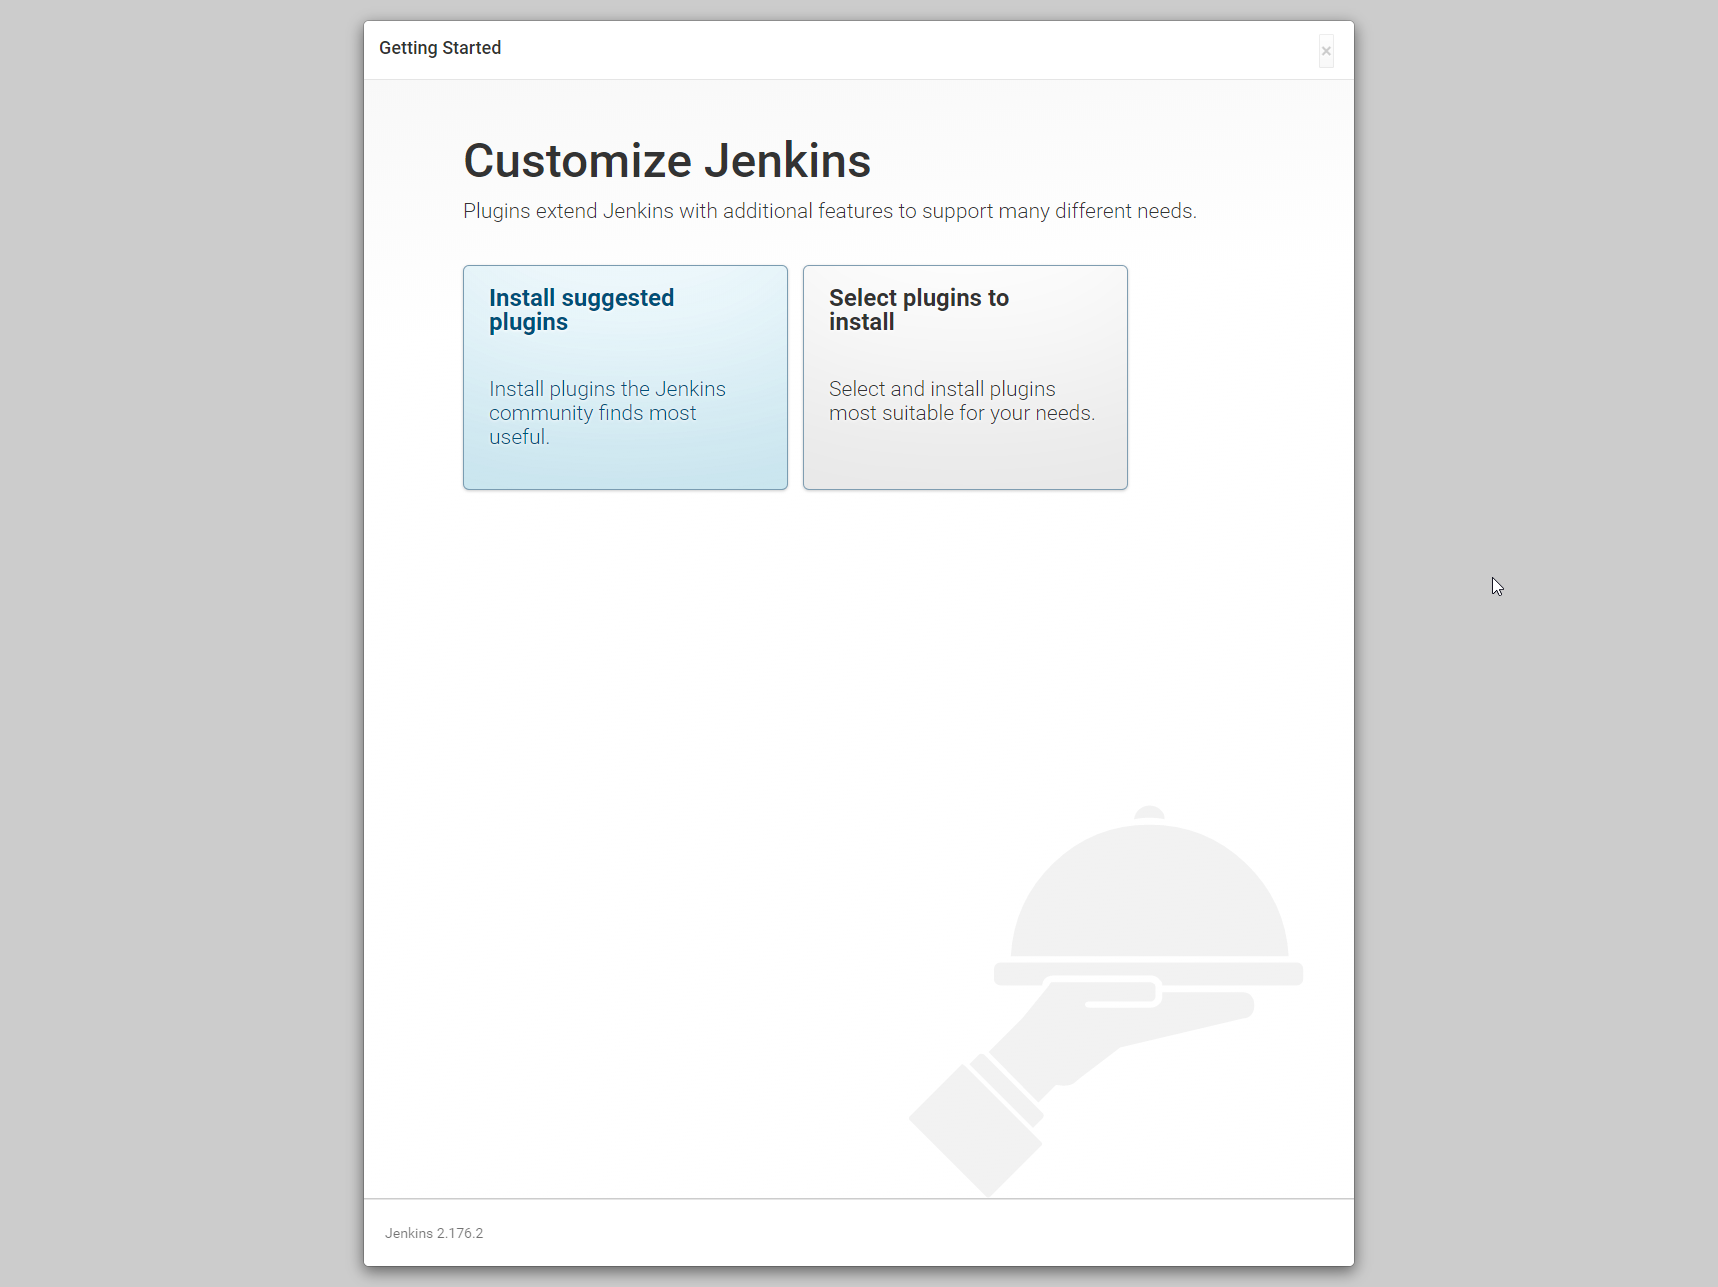 Getting Started
×
Customize Jenkins
Plugins extend Jenkins with additional features to support many different needs.
Install suggested
plugins
Install plugins the Jenkins
community finds most
useful.
Select plugins to
install
Select and install plugins
most suitable for your needs.
Jenkins 2.176.2